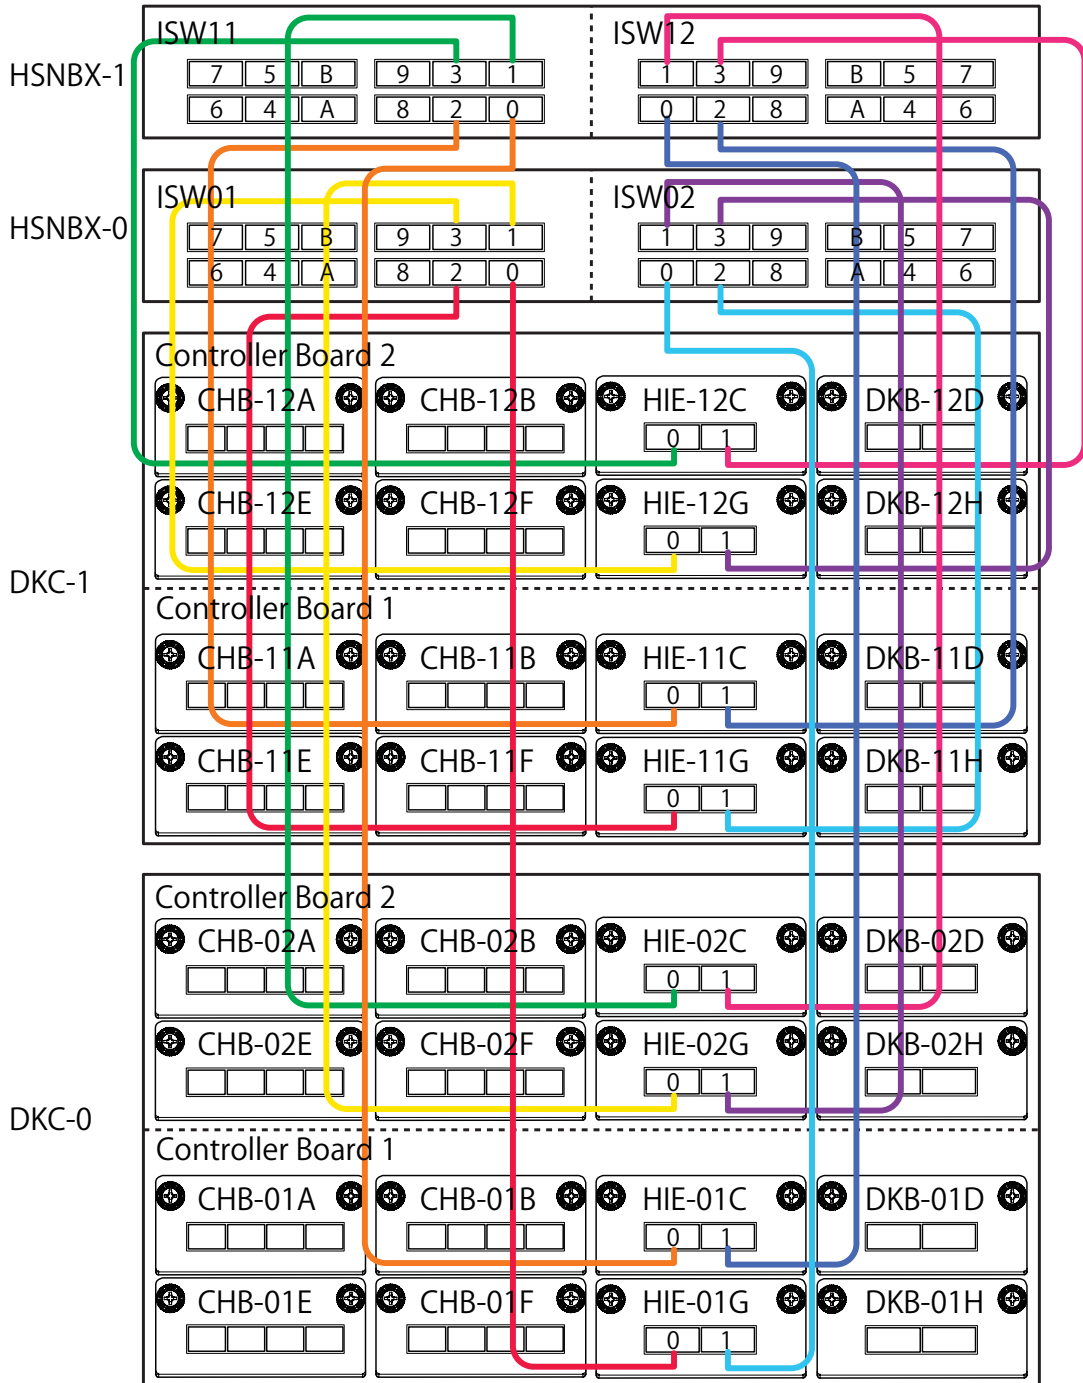 ISW11 ISW12
HSNBX-1
7 5 B 9 3 1 1 3 9 B 5 7
6 4 A 8 2 0 0 2 8 A 4 6
ISW01 ISW02
HSNBX-0
7 5 B 9 3 1 1 3 9 B 5 7
6 4 A 8 2 0 0 2 8 A 4 6
Controller Board 2
CHB-12A CHB-12B HIE-12C DKB-12D
0 1
CHB-12E CHB-12F HIE-12G DKB-12H
0 1
DKC-1
Controller Board 1
CHB-11A CHB-11B HIE-11C DKB-11D
0 1
CHB-11E CHB-11F HIE-11G DKB-11H
0 1
Controller Board 2
CHB-02A CHB-02B HIE-02C DKB-02D
0 1
CHB-02E CHB-02F HIE-02G DKB-02H
0 1
DKC-0
Controller Board 1
CHB-01A CHB-01B HIE-01C DKB-01D
0 1
CHB-01E CHB-01F HIE-01G DKB-01H
0 1